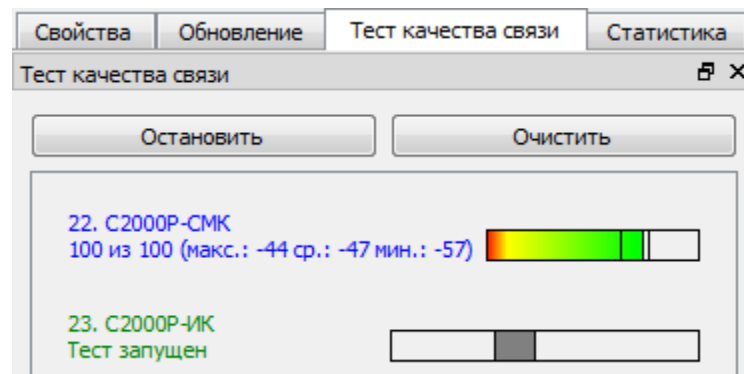 Свойства Обновление Тест качества связи Статистика
Тест качества связи
Остановить Очистить
22. С2000Р-СМК
100 из 100 (макс.: -44 ср.: -47 мин.: -57)
23. С2000Р-ИК
Тест запущен